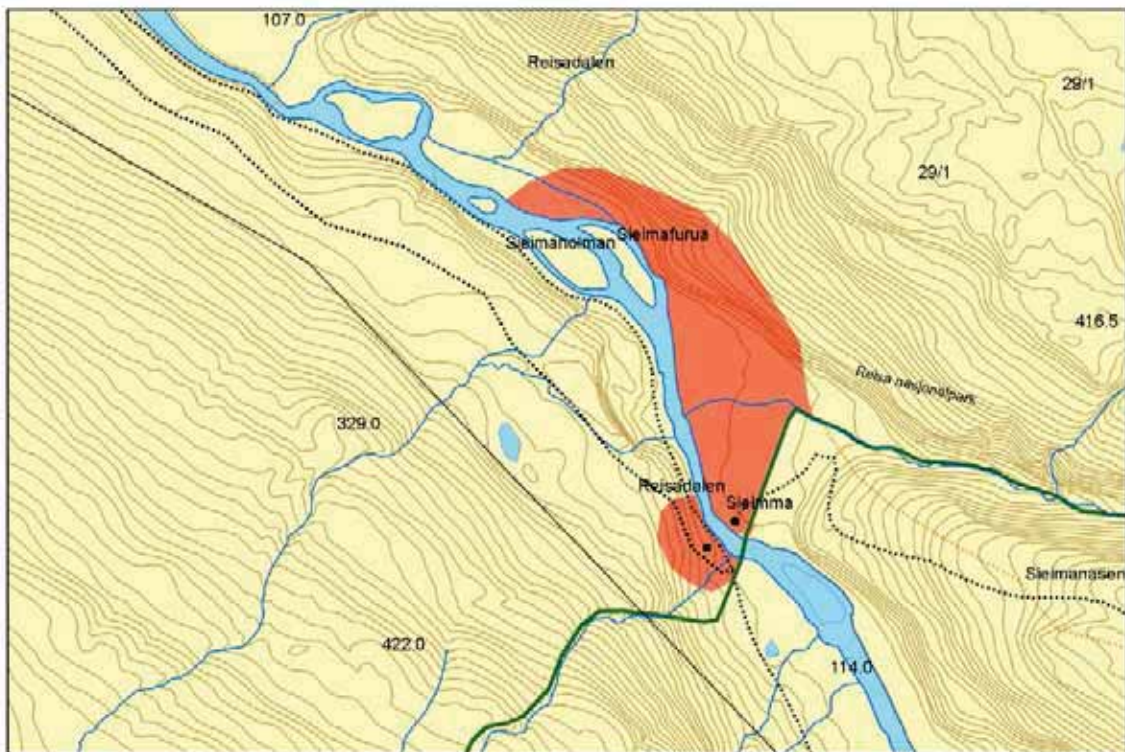 107.0
Reisadalen
29/1
29/1
Sieimafurua
Sieimaholman
416.5
Reisa nasjonalpark
329.0
Reisadalen
Sieimma
Sieimanasen
422.0
114.0